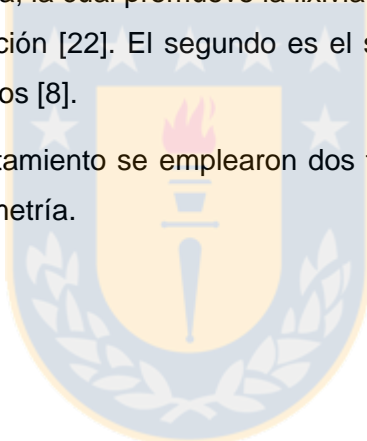 a, la cual promueve la lixivia
ción [22]. El segundo es el s
os [8].
tamiento se emplearon dos
metría.